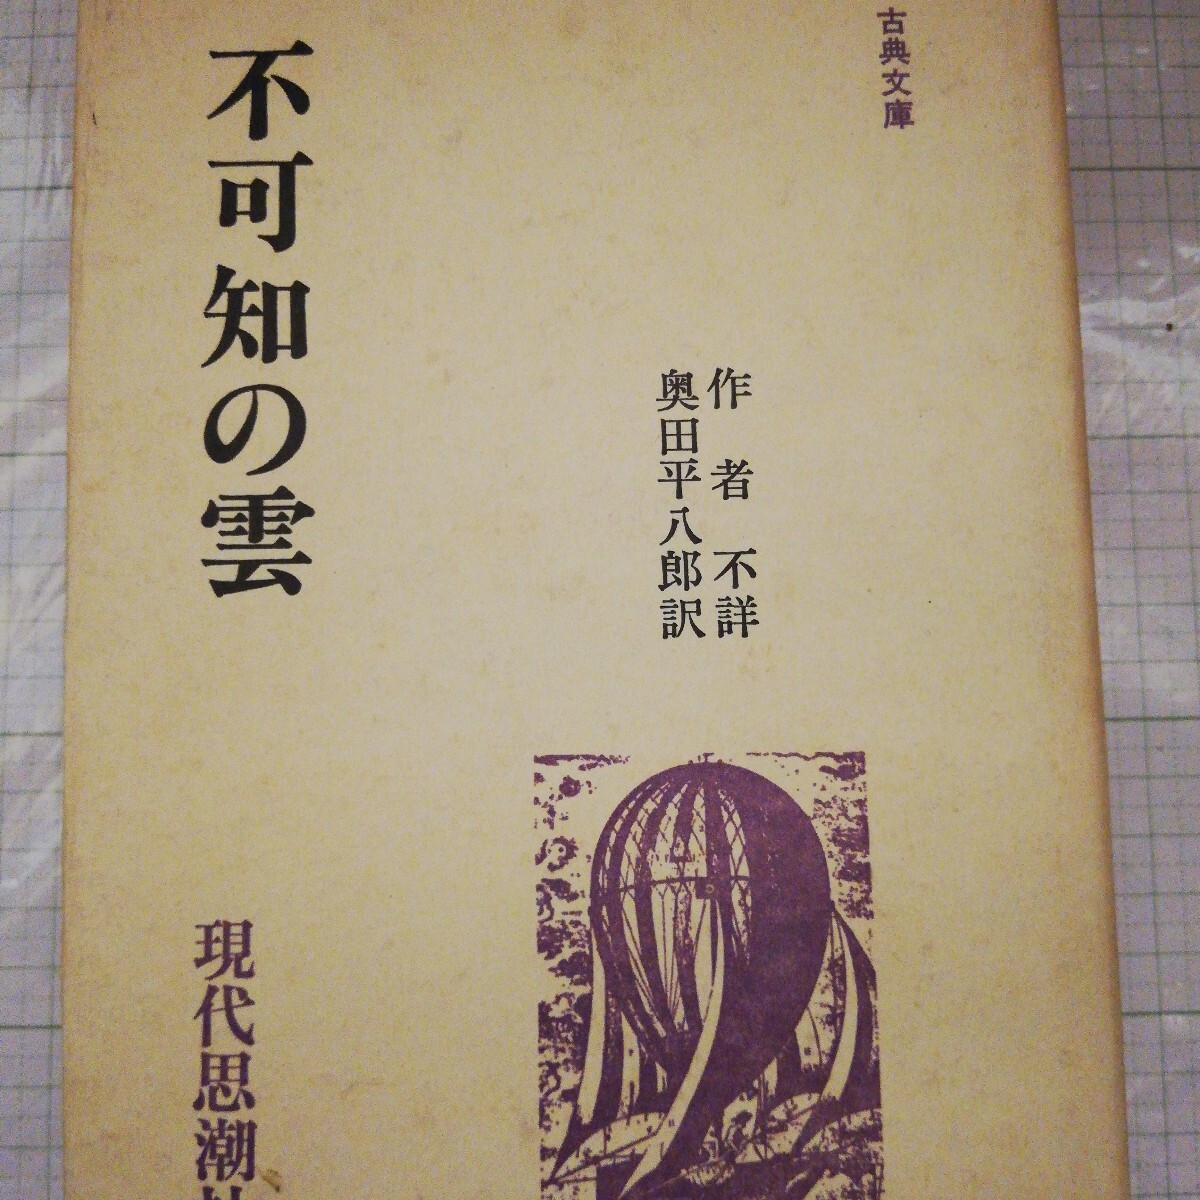 古典文庫
作者不詳
奥田平八郎訳
不可知の雲
現代思潮社